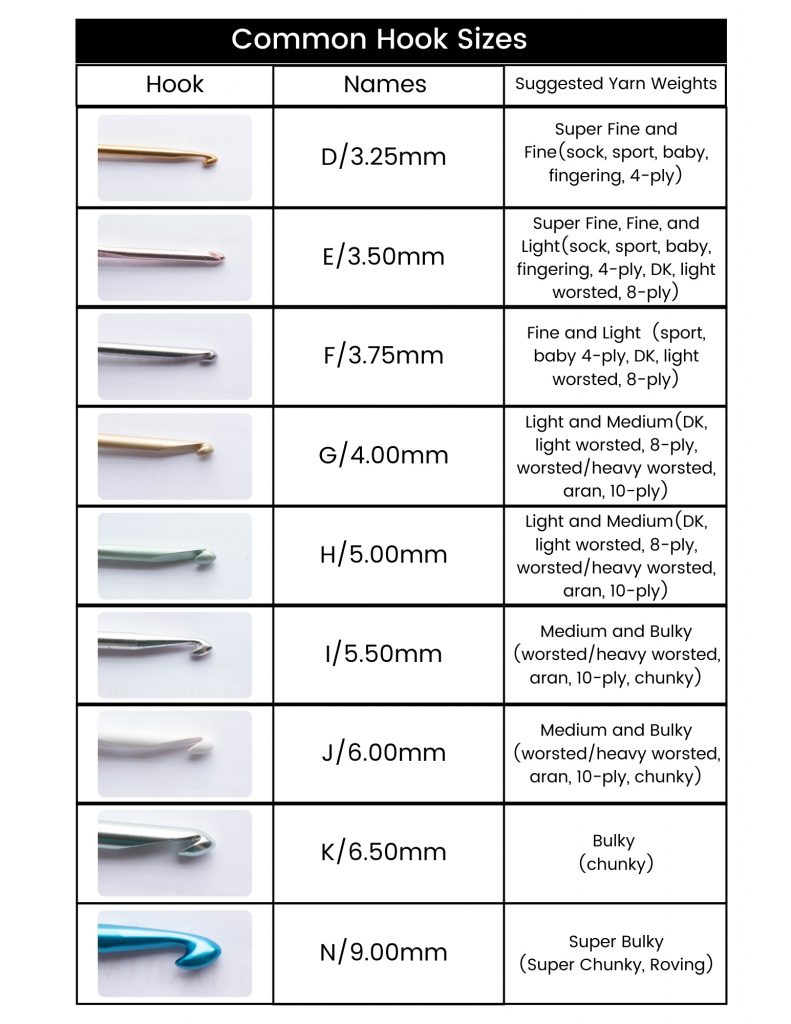 Common Hook Sizes
Hook Names Suggested Yarn Weights
D/3.25mm
Super Fine and
Fine(sock, sport, baby,
fingering, 4-ply)
E/3.50mm
Super Fine, Fine, and
Light(sock, sport, baby,
fingering, 4-ply, DK, light
worsted, 8-ply)
F/3.75mm
Fine and Light (sport,
baby 4-ply, DK, light
worsted, 8-ply)
G/4.00mm
Light and Medium(DK,
light worsted, 8-ply,
worsted/heavy worsted,
aran, 10-ply)
H/5.00mm
Light and Medium(DK,
light worsted, 8-ply,
worsted/heavy worsted,
aran, 10-ply)
I/5.50mm
Medium and Bulky
(worsted/heavy worsted,
aran, 10-ply, chunky)
J/6.00mm
Medium and Bulky
(worsted/heavy worsted,
aran, 10-ply, chunky)
K/6.50mm
Bulky
(chunky)
N/9.00mm
Super Bulky
(Super Chunky, Roving)